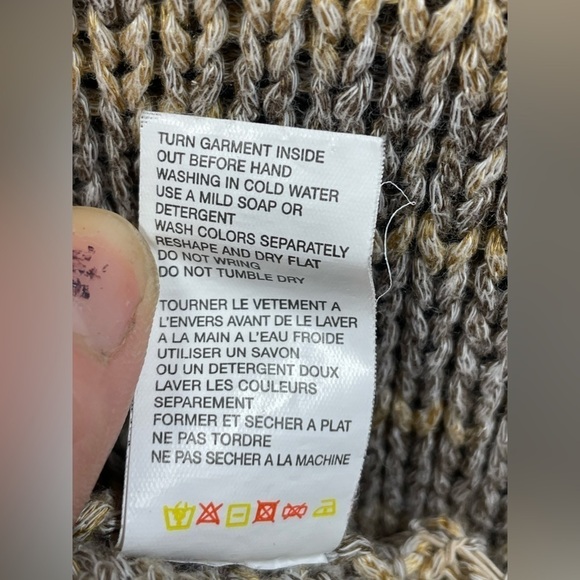 TURN GARMENT INSIDE
OUT BEFORE HAND
WASHING IN COLD WATER
USE A MILD SOAP OR
DETERGENT
WASH COLORS SEPARATELY
RESHAPE AND DRY FLAT
DO NOT WRING
DO NOT TUMBLE DRY
TOURNER LE VETEMENT A
L'ENVERS AVANT DE LE LAVER
A LA MAIN A L'EAU FROIDE
UTILISER UN SAVON
OU UN DETERGENT DOUX
LAVER LES COULEURS
SEPAREMENT
FORMER ET SECHER A PLAT
NE PAS TORDRE
NE PAS SECHER A LA MACHINE